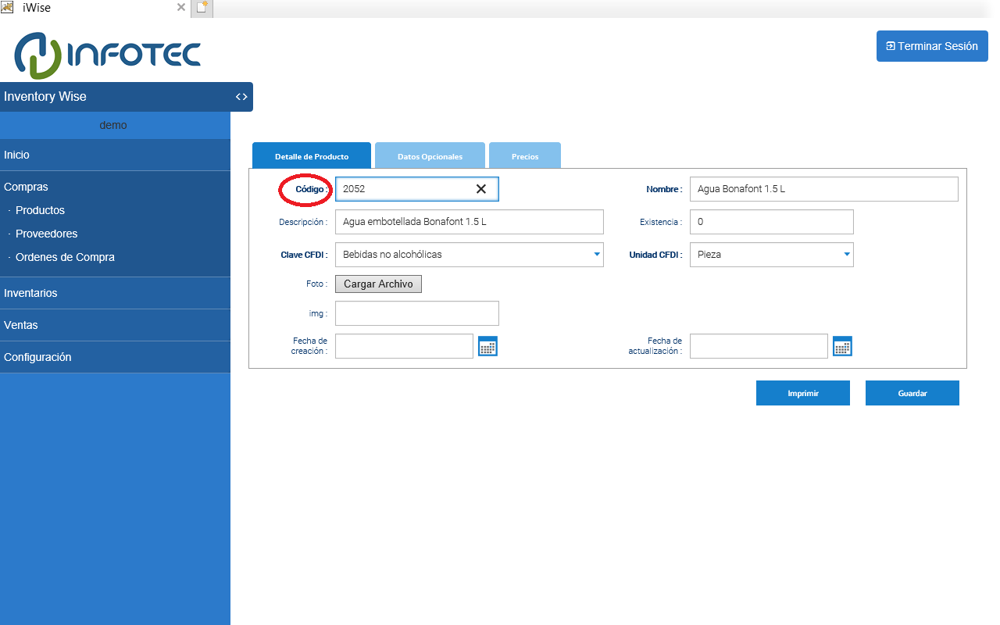 iWise
INFOTEC
Terminar Sesión
Inventory Wise
demo
Inicio
Compras
· Productos
· Proveedores
· Ordenes de Compra
Inventarios
Ventas
Configuración
Detalle de Producto Datos Opcionales Precios
Código : 2052 Nombre : Agua Bonafont 1.5 L
Descripción : Agua embotellada Bonafont 1.5 L Existencia : 0
Clave CFDI : Bebidas no alcohólicas Unidad CFDI : Pieza
Foto : Cargar Archivo
img :
Fecha de creación : Fecha de actualización :
Imprimir Guardar